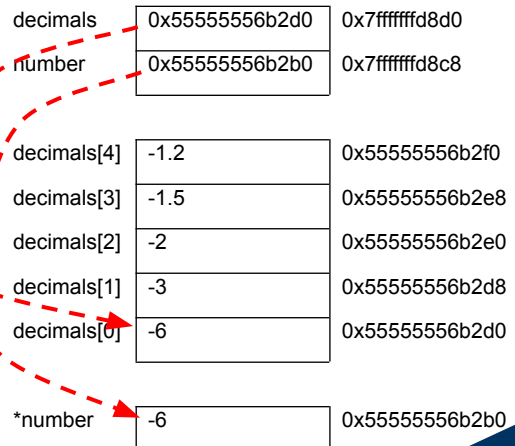 decimals 0x55555556b2d0 0x7fffffffd8d0
number 0x55555556b2b0 0x7fffffffd8c8
decimals[4] -1.2 0x55555556b2f0
decimals[3] -1.5 0x55555556b2e8
decimals[2] -2 0x55555556b2e0
decimals[1] -3 0x55555556b2d8
decimals[0] -6 0x55555556b2d0
*number -6 0x55555556b2b0